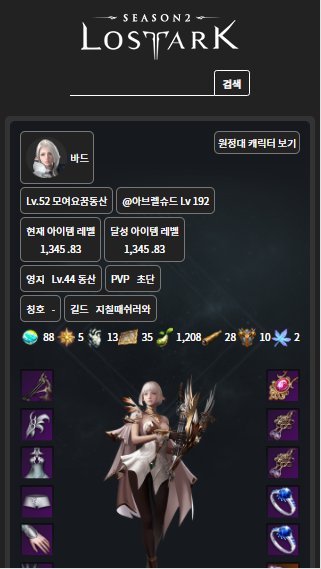 SEASON2
LOSTARK
검색
바드
원정대 캐릭터 보기
Lv.52 모여요꿈동산
@아브렐슈드 Lv 192
현재 아이템 레벨
1,345 .83
달성 아이템 레벨
1,345 .83
영지 Lv.44 동산
PVP 초단
칭호 -
길드 지칠때쉬러와
88 5 13 35 1,208 28 10 2